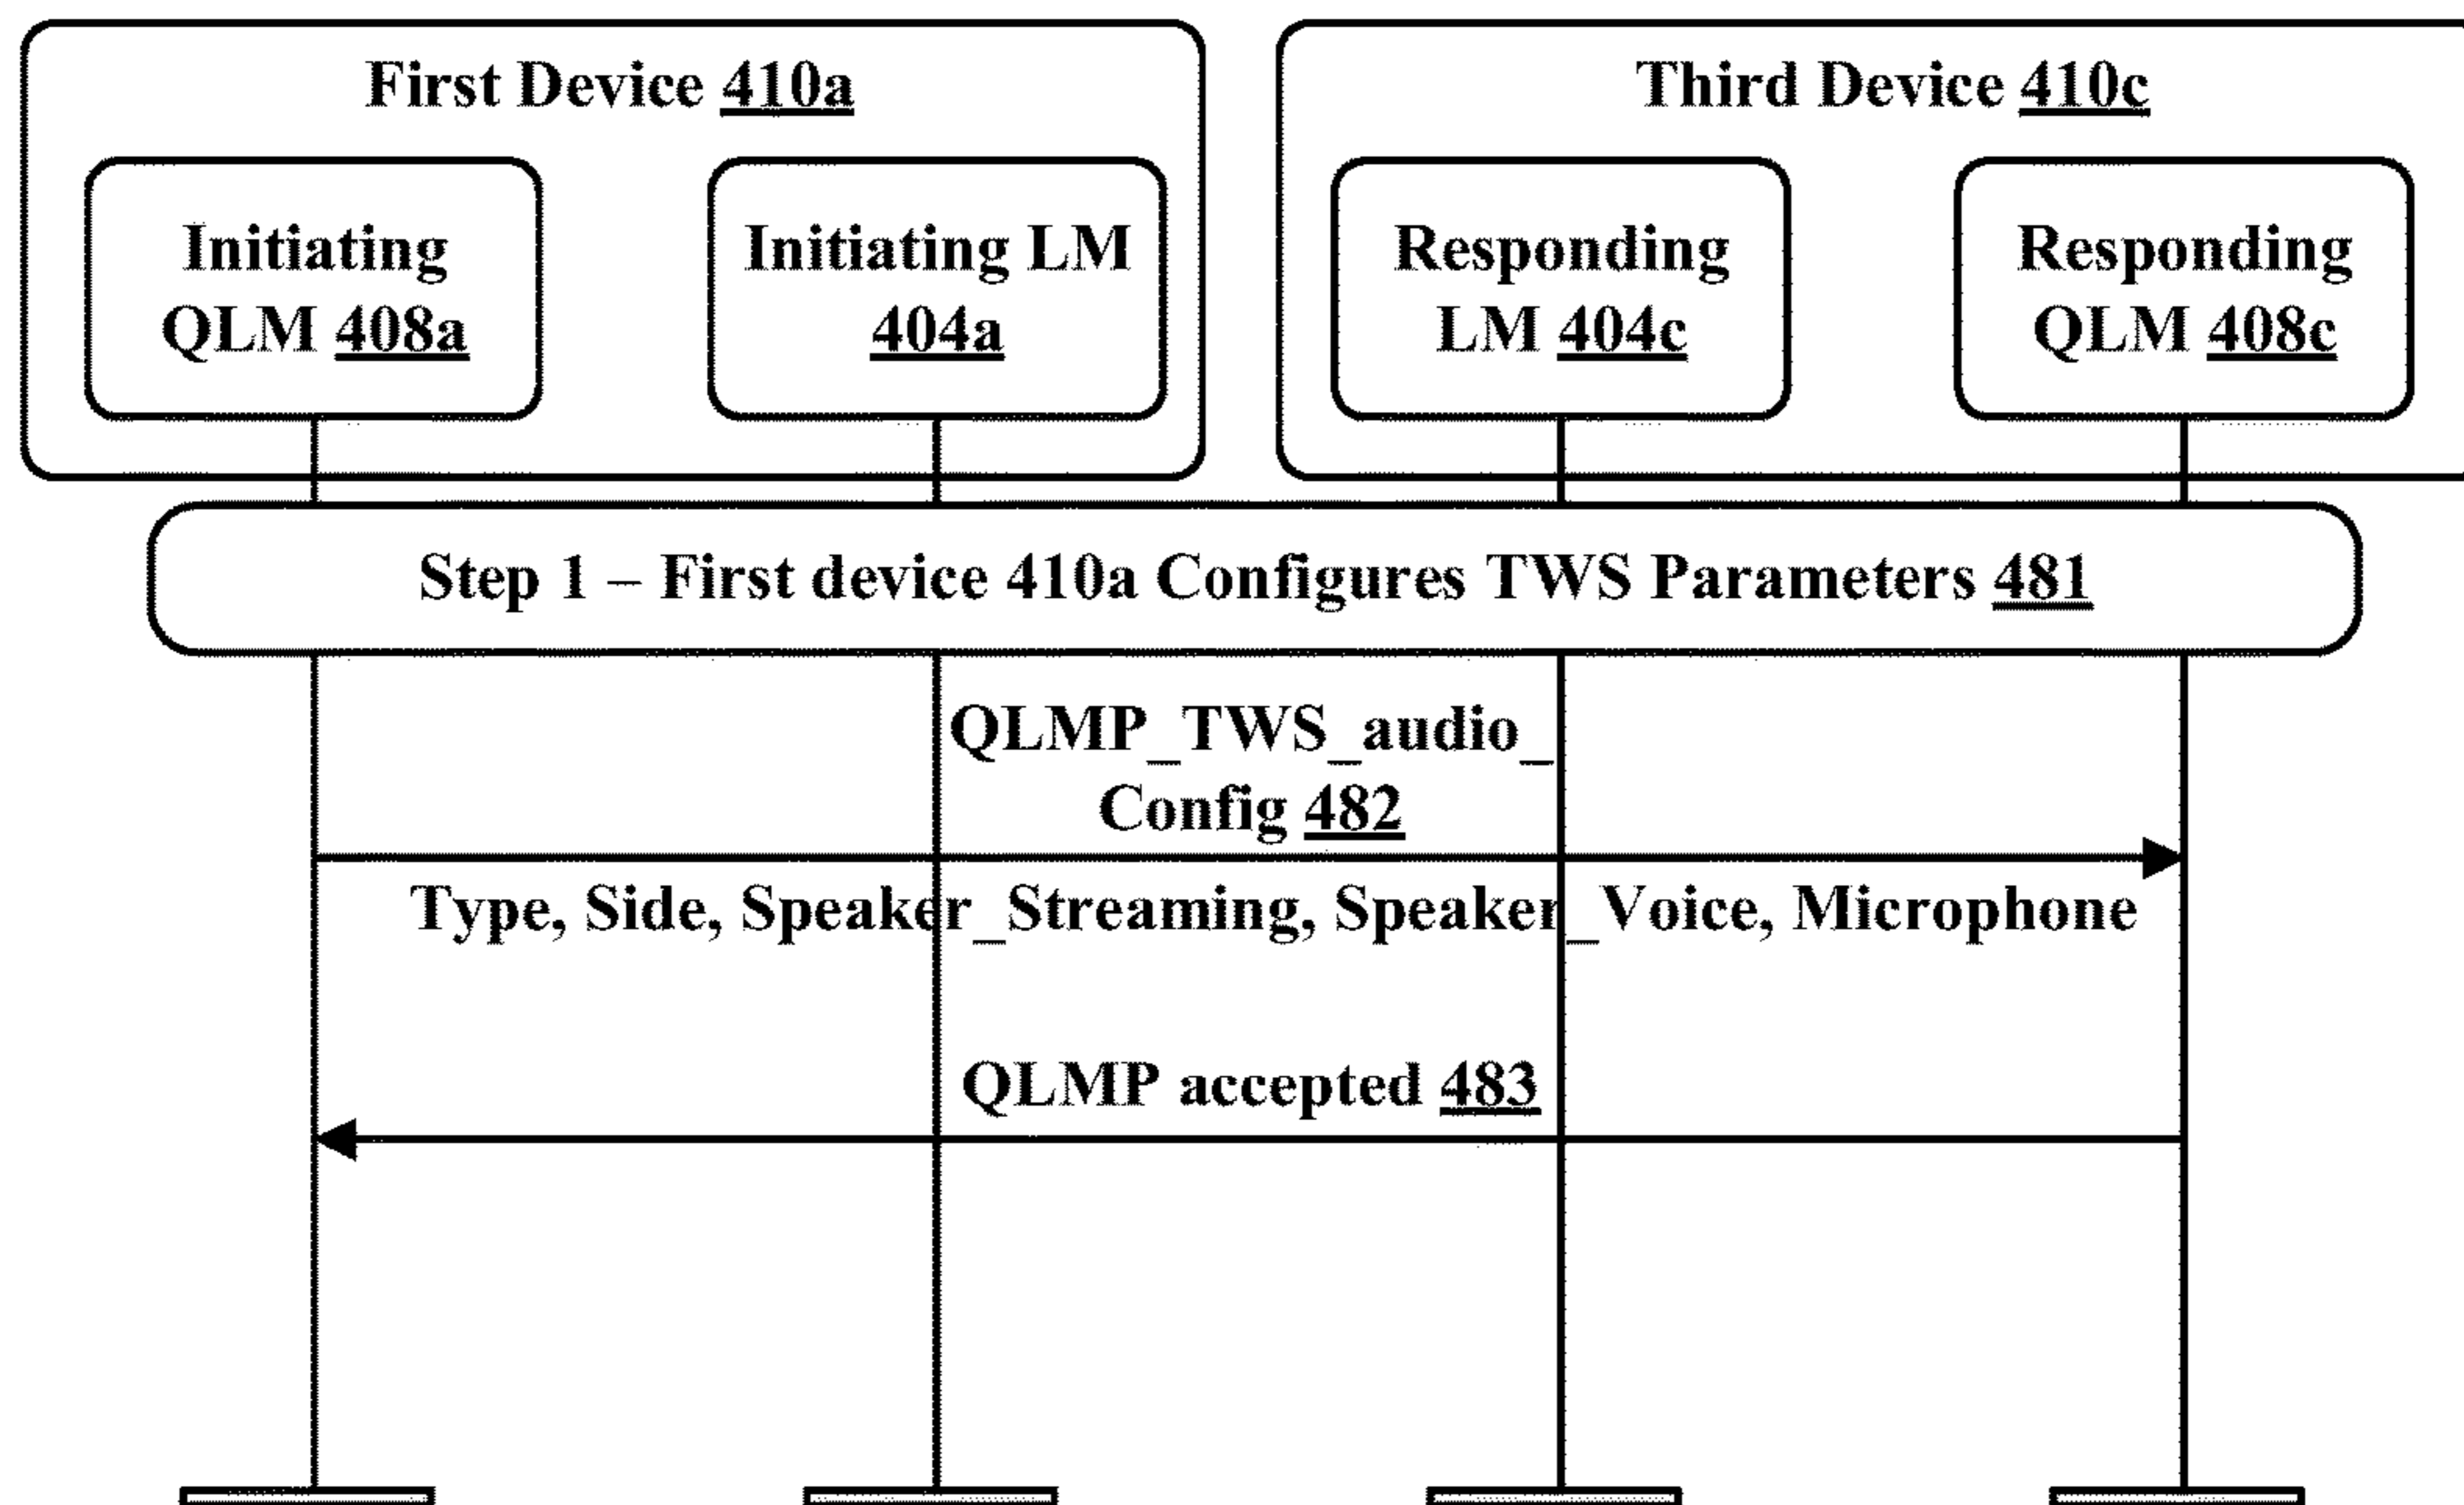 First Device 410a
Third Device 410c
Initiating
QLM 408a
Initiating LM
404a
Responding
LM 404c
Responding
QLM 408c
Step 1 – First device 410a Configures TWS Parameters 481
QLMP_TWS_audio_
Config 482
Type, Side, Speaker_Streaming, Speaker_Voice, Microphone
QLMP accepted 483